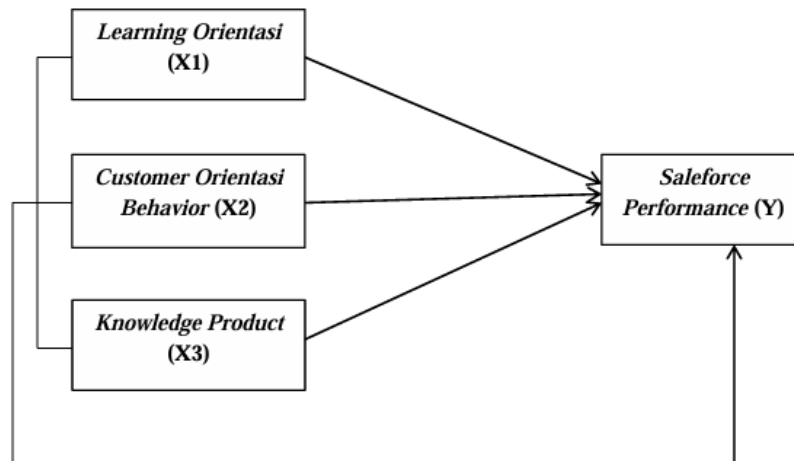 Learning Orientasi
(X1)
Customer Orientasi
Behavior (X2)
Saleforce
Performance (Y)
Knowledge Product
(X3)